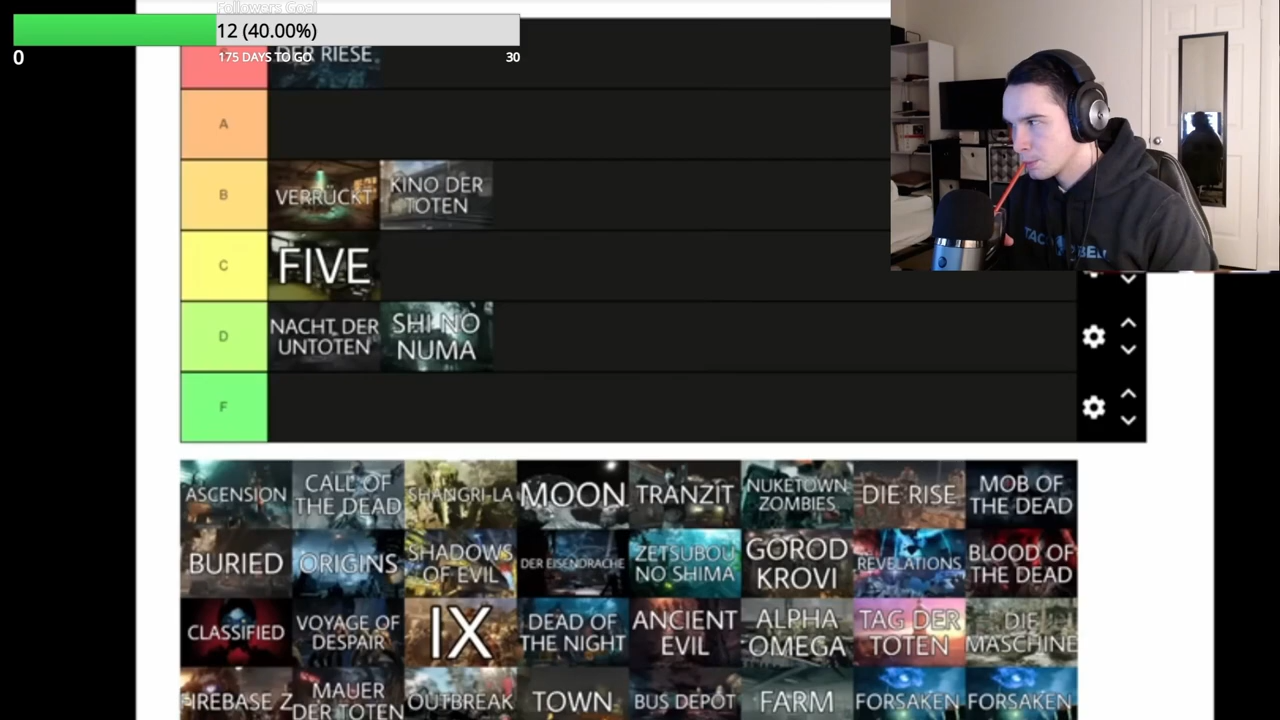 Followers Goal
12 (40.00%)
0
175 DAYS TO GO
30
DER RIESE
A
B
VERRÜCKT
KINO DER
TOTEN
C
FIVE
D
NACHT DER
UNTOTEN
SHI NO
NUMA
F
ASCENSION
CALL OF
THE DEAD
SHANGRI-LA
MOON
TRANZIT
NUKETOWN
ZOMBIES
DIE RISE
MOB OF
THE DEAD
BURIED
ORIGINS
SHADOWS
OF EVIL
DER EISENDRACHE
ZETSUBOU
NO SHIMA
GOROD
KROVI
REVELATIONS
BLOOD OF
THE DEAD
CLASSIFIED
VOYAGE OF
DESPAIR
IX
DEAD OF
THE NIGHT
ANCIENT
EVIL
ALPHA
OMEGA
TAG DER
TOTEN
DIE
MASCHINE
FIREBASE Z
MAUER
DER TOTEN
OUTBREAK
TOWN
BUS DEPOT
FARM
FORSAKEN
FORSAKEN